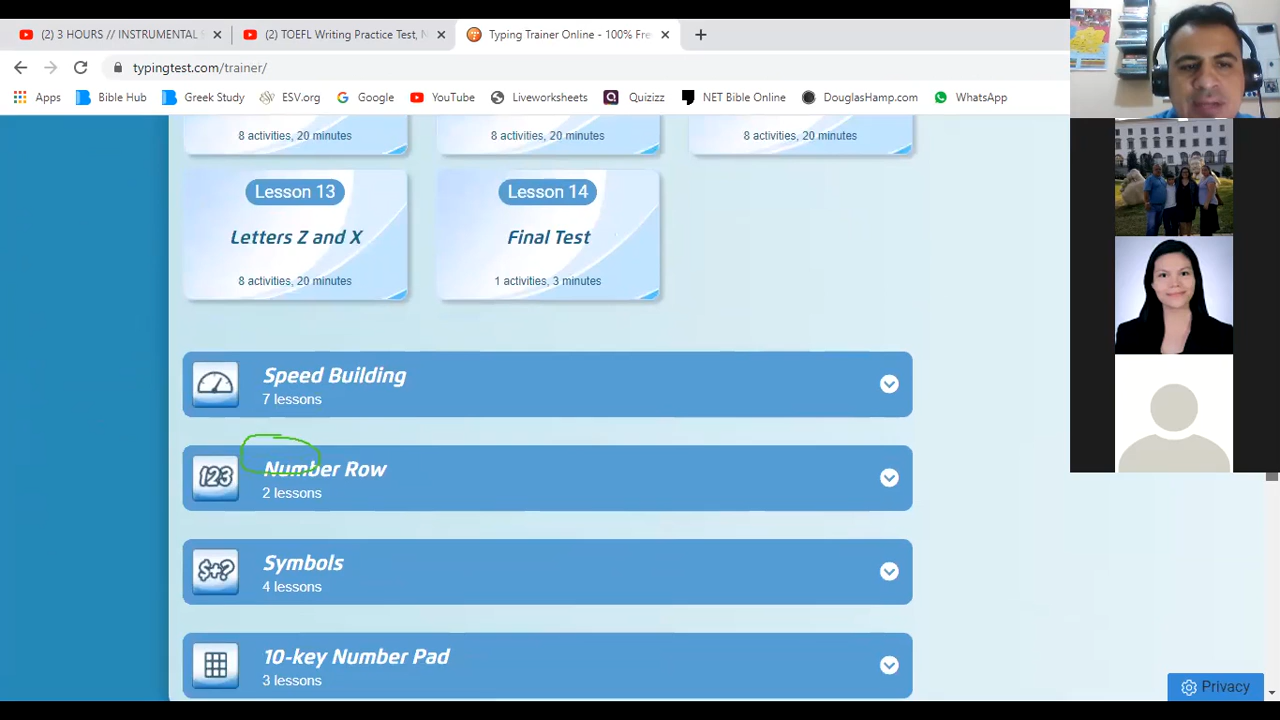 (2) 3 HOURS // INSTRUMENTAL
(2) TOEFL Writing Practice Test,
Typing Trainer Online - 100% Fre
typingtest.com/trainer/
Apps
Bible Hub
Greek Study
ESV.org
Google
YouTube
Liveworksheets
Quizizz
NET Bible Online
DouglasHamp.com
WhatsApp
8 activities, 20 minutes
8 activities, 20 minutes
8 activities, 20 minutes
Lesson 13
Letters Z and X
8 activities, 20 minutes
Lesson 14
Final Test
1 activities, 3 minutes
Speed Building
7 lessons
123
Number Row
2 lessons
$+?
Symbols
4 lessons
10-key Number Pad
3 lessons
Privacy